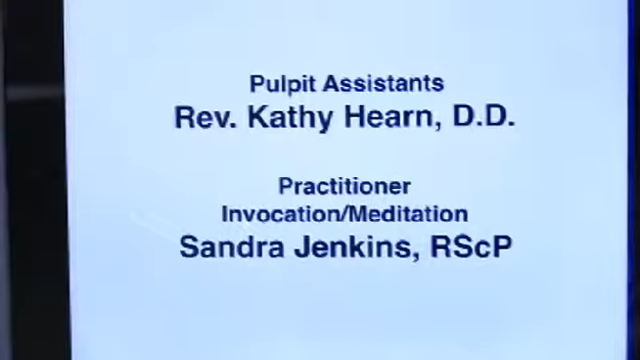 Pulpit Assistants
Rev. Kathy Hearn, D.D.
Practitioner
Invocation/Meditation
Sandra Jenkins, RScP